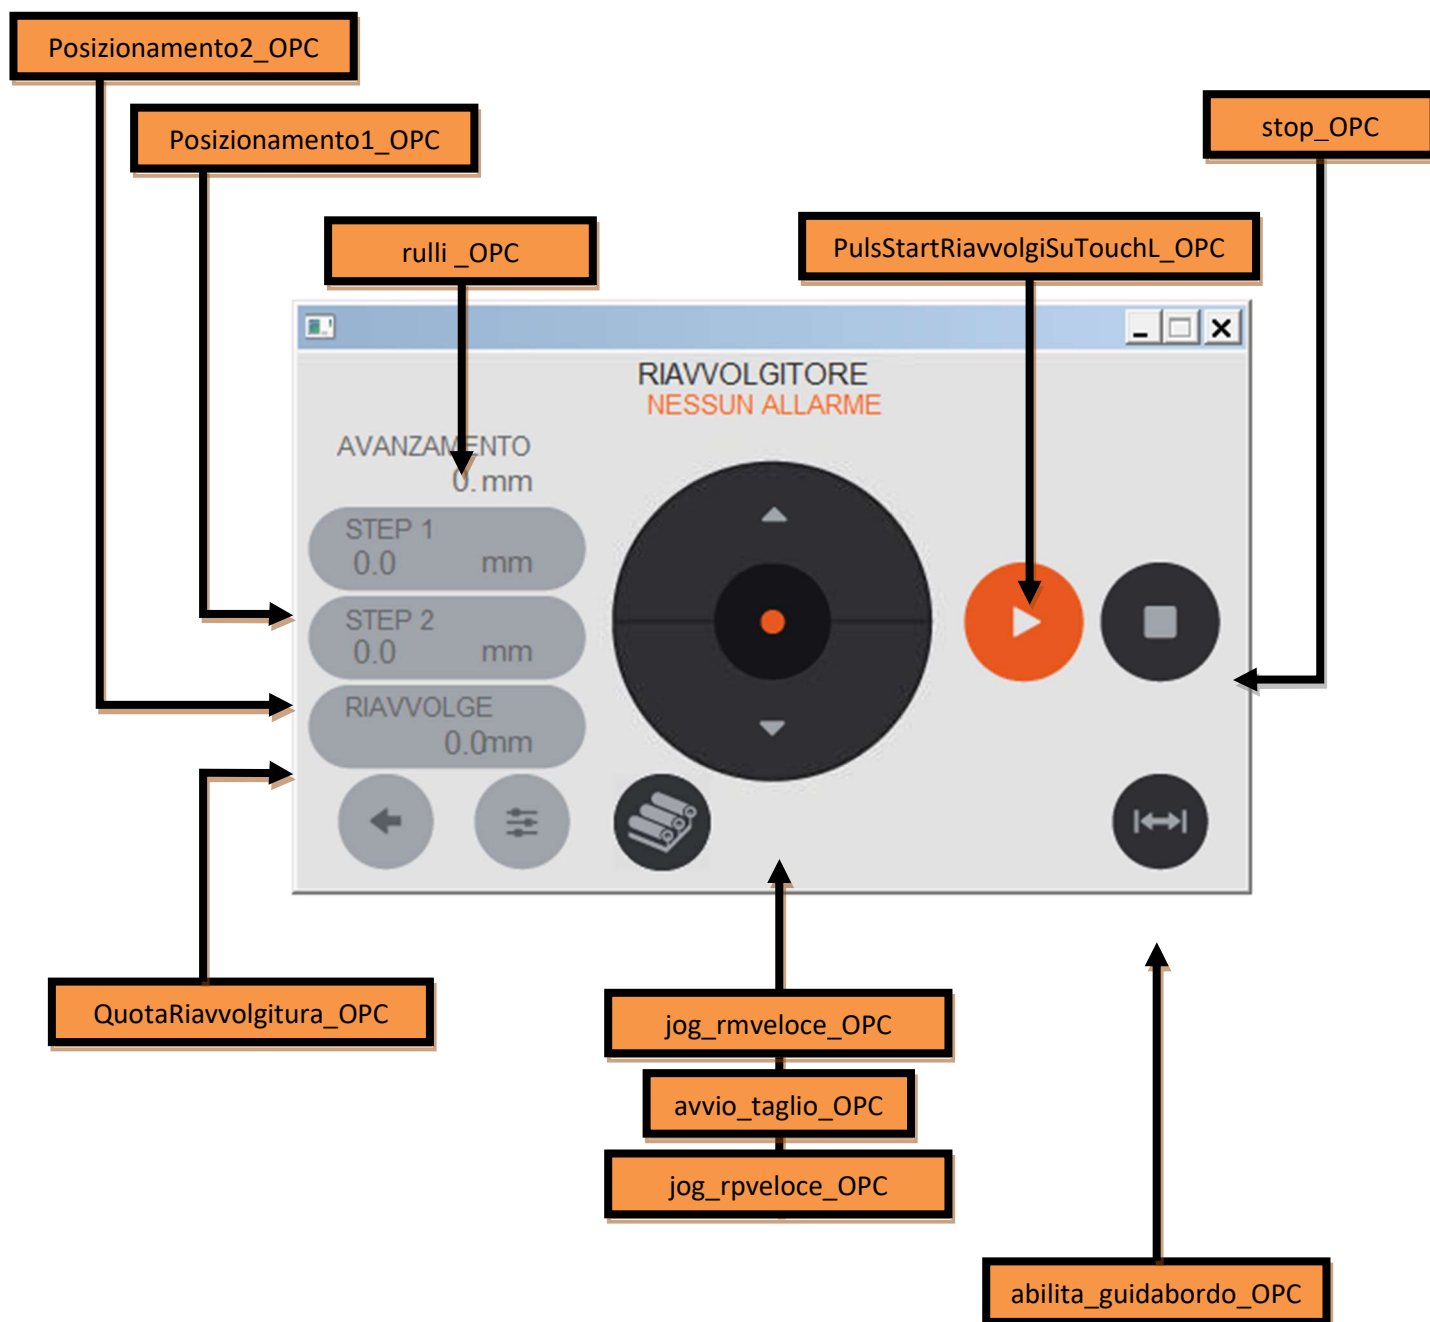 Posizionamento2_OPC
Posizionamento1_OPC
stop_OPC
rulli _OPC
PulsStartRiavvolgiSuTouchL_OPC
RIAVVOLGITORE
NESSUN ALLARME
AVANZAMENTO
0. mm
STEP 1
0.0 mm
STEP 2
0.0 mm
RIAVVOLGE
0.0mm
QuotaRiavvolgitura_OPC
jog_rmveloce_OPC
avvio_taglio_OPC
jog_rpveloce_OPC
abilita_guidabordo_OPC